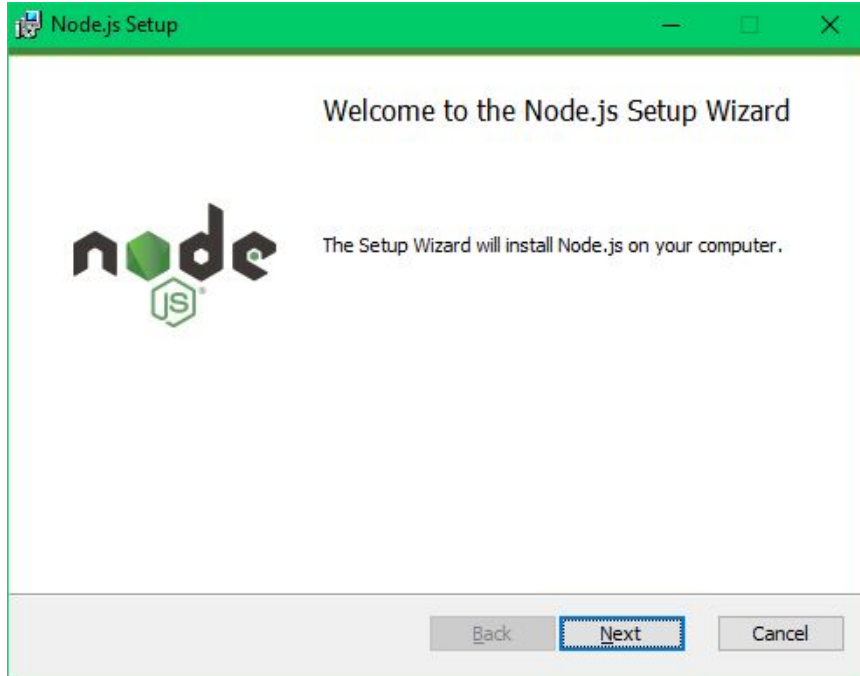 Node.js Setup
Welcome to the Node.js Setup Wizard
node
JS®
The Setup Wizard will install Node.js on your computer.
Back Next Cancel